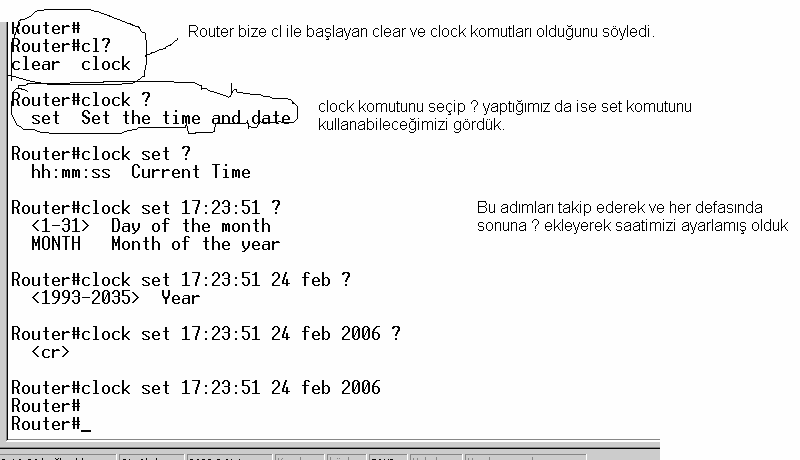 Router#
Router#cl?
clear  clock
Router bize cl ile başlayan clear ve clock komutları olduğunu söyledi.
Router#clock ?
  set  Set the time and date
clock komutunu seçip ? yaptığımız da ise set komutunu
kullanabileceğimizi gördük.
Router#clock set ?
  hh:mm:ss  Current Time
Router#clock set 17:23:51 ?
  <1-31>  Day of the month
  MONTH   Month of the year
Bu adımları takip ederek ve her defasında
sonuna ? ekleyerek saatimizi ayarlamış olduk
Router#clock set 17:23:51 24 feb ?
  <1993-2035>  Year
Router#clock set 17:23:51 24 feb 2006 ?
  <cr>
Router#clock set 17:23:51 24 feb 2006
Router#
Router#_